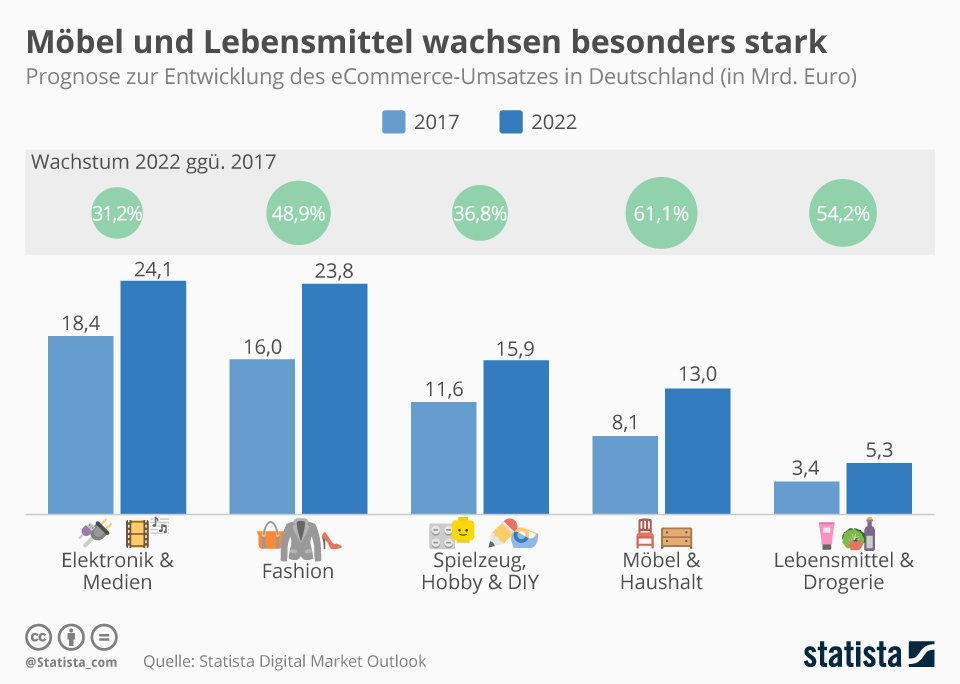 Möbel und Lebensmittel wachsen besonders stark
Prognose zur Entwicklung des eCommerce-Umsatzes in Deutschland (in Mrd. Euro)
2017 2022
Wachstum 2022 ggü. 2017
31,2% 48,9% 36,8% 61,1% 54,2%
18,4 24,1 16,0 23,8 11,6 15,9 8,1 13,0 3,4 5,3
Elektronik &
Medien
Fashion
Spielzeug,
Hobby & DIY
Möbel &
Haushalt
Lebensmittel &
Drogerie
cc
@Statista_com
Quelle: Statista Digital Market Outlook
statista